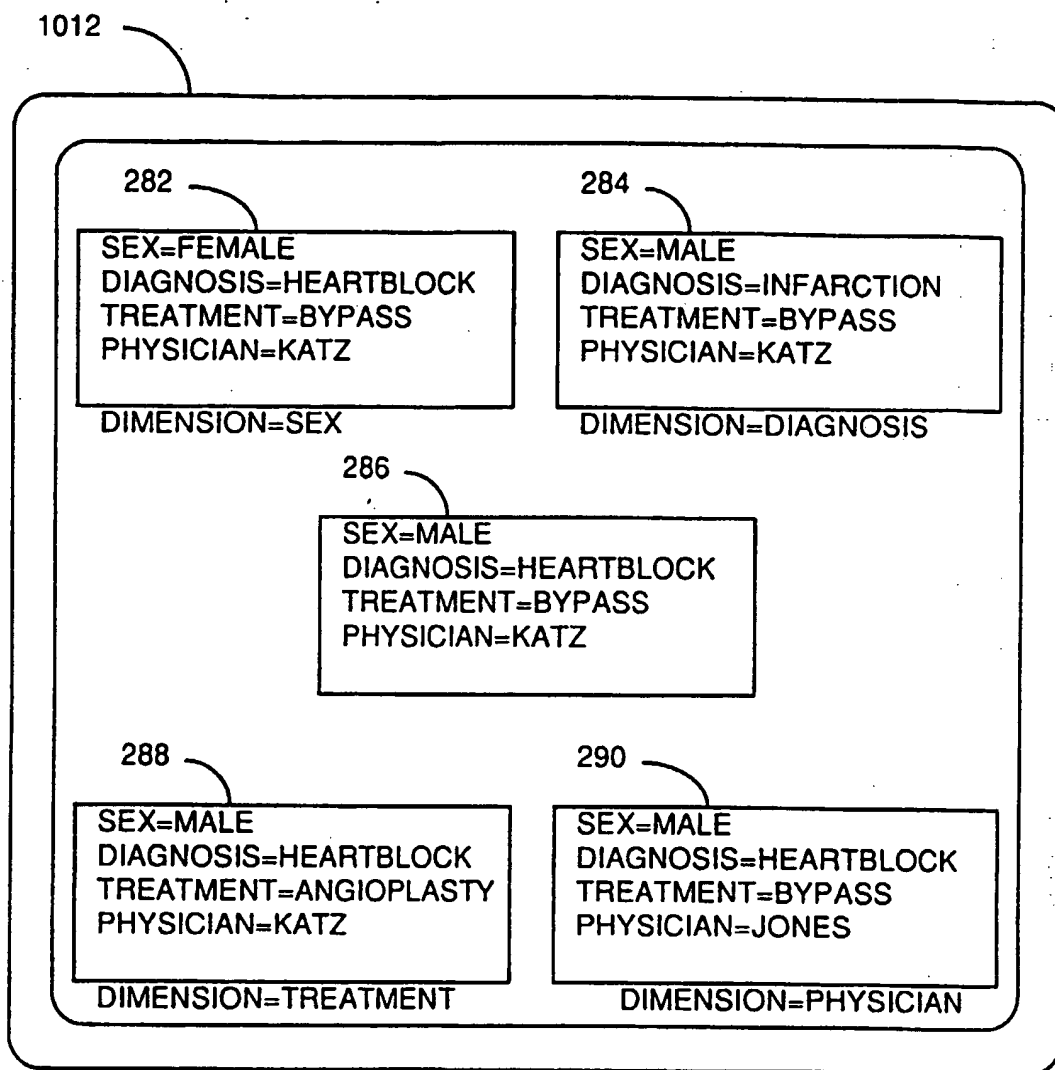 1012
282
SEX=FEMALE
DIAGNOSIS=HEARTBLOCK
TREATMENT=BYPASS
PHYSICIAN=KATZ
DIMENSION=SEX
284
SEX=MALE
DIAGNOSIS=INFARCTION
TREATMENT=BYPASS
PHYSICIAN=KATZ
DIMENSION=DIAGNOSIS
286
SEX=MALE
DIAGNOSIS=HEARTBLOCK
TREATMENT=BYPASS
PHYSICIAN=KATZ
288
SEX=MALE
DIAGNOSIS=HEARTBLOCK
TREATMENT=ANGIOPLASTY
PHYSICIAN=KATZ
DIMENSION=TREATMENT
290
SEX=MALE
DIAGNOSIS=HEARTBLOCK
TREATMENT=BYPASS
PHYSICIAN=JONES
DIMENSION=PHYSICIAN